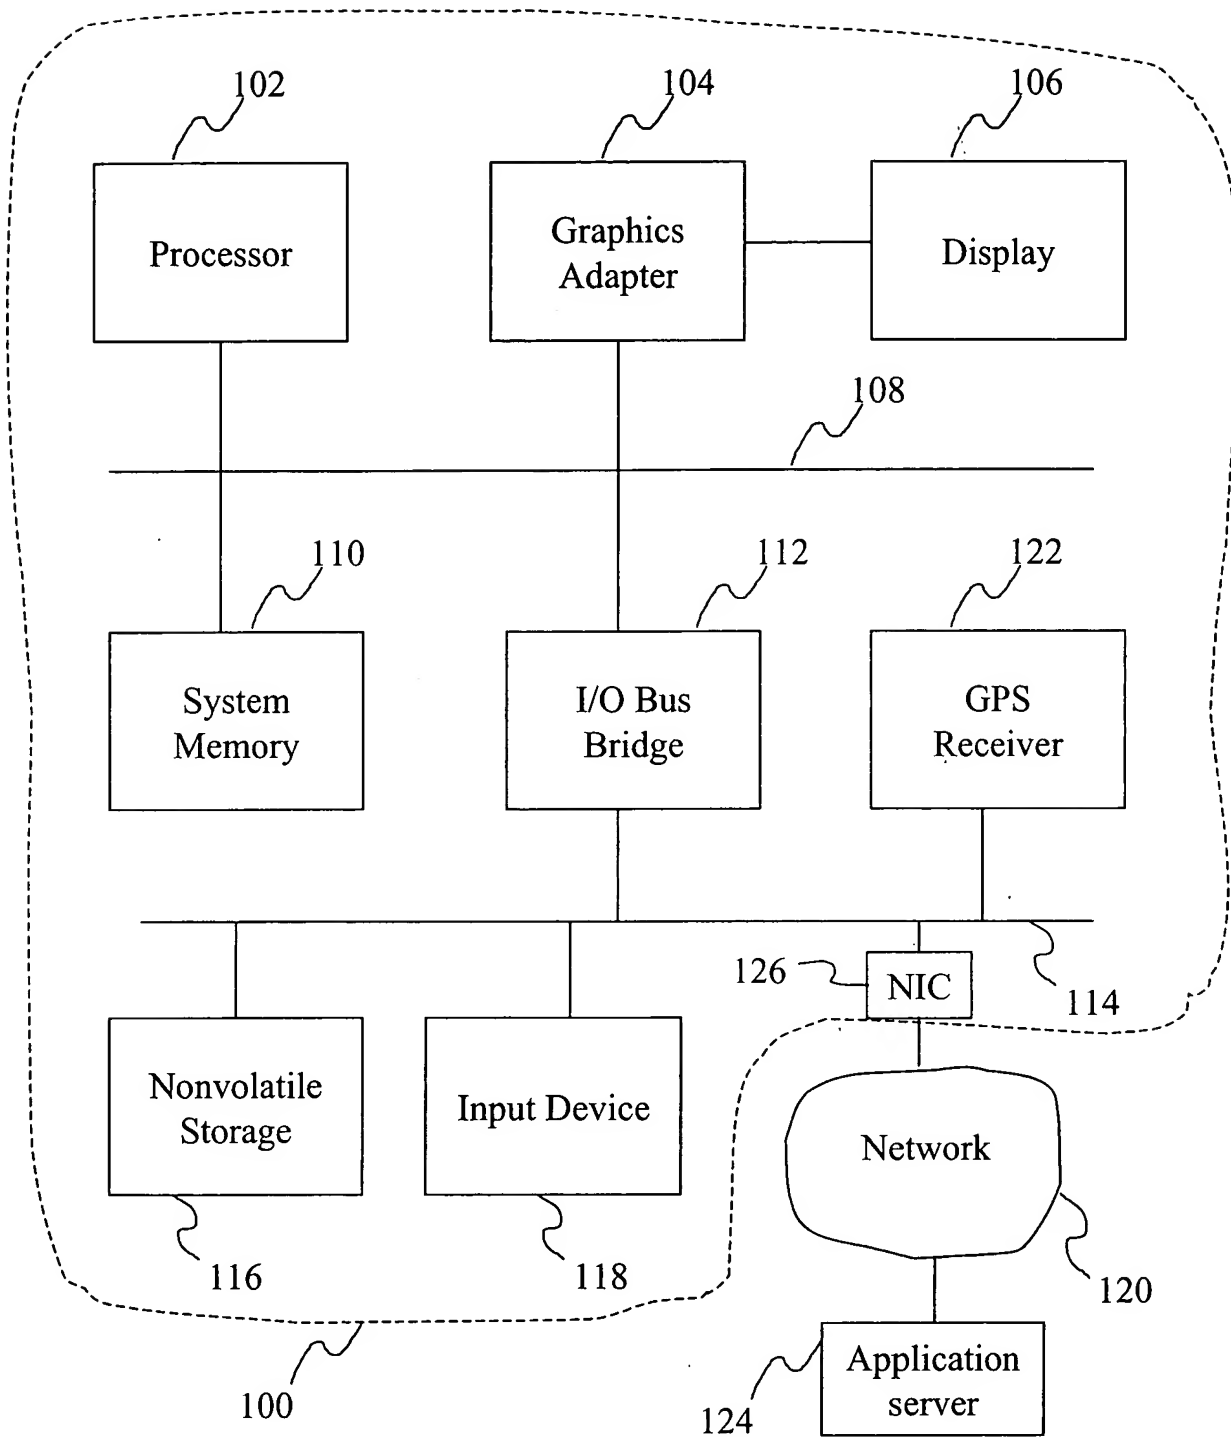 102
104
106
Processor
Graphics
Adapter
Display
108
110
112
122
System
Memory
I/O Bus
Bridge
GPS
Receiver
126
NIC
114
Nonvolatile
Storage
Input Device
Network
116
118
120
100
124
Application
server